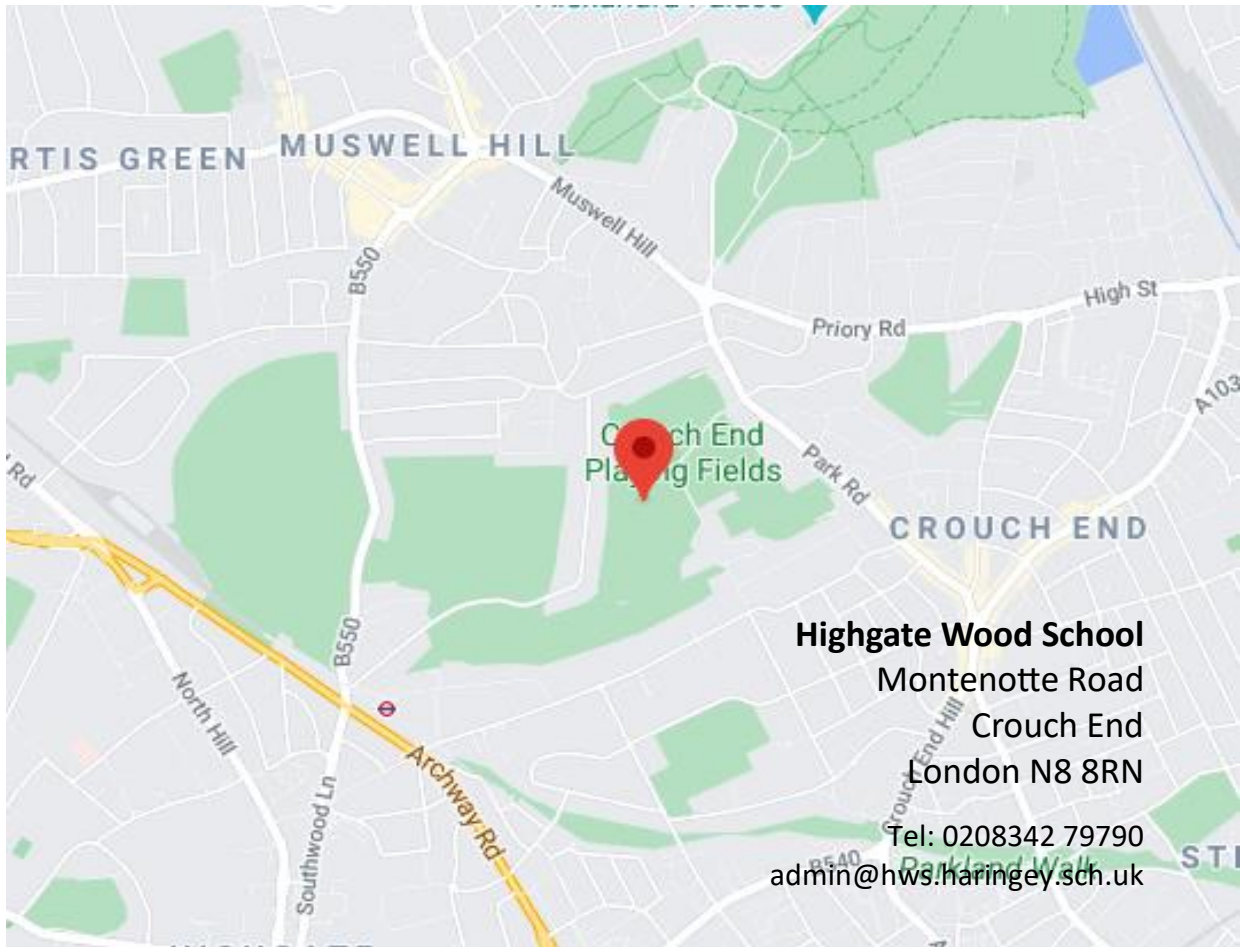 RTIS GREEN
MUSWELL HILL
Muswell Hill
B550
High St
Priory Rd
A103
Crouch End
Playing Fields
Park Rd
Rd
CROUCH END
B550
Highgate Wood School
Montenotte Road
Crouch End
London N8 8RN
North Hill
Crouch End Hill
Archway Rd
Southwood Ln
Tel: 0208342 79790
B540
Parkland Walk
admin@hws.haringey.sch.uk